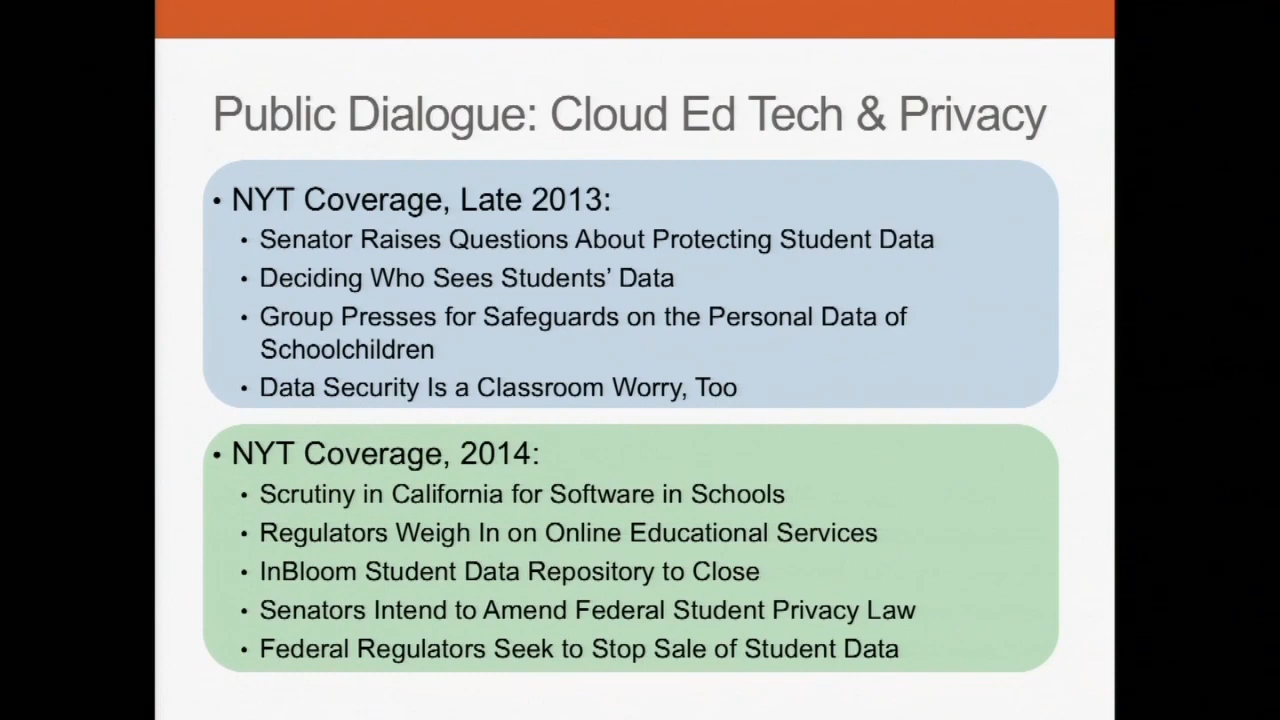 Public Dialogue: Cloud Ed Tech & Privacy
• NYT Coverage, Late 2013:
• Senator Raises Questions About Protecting Student Data
• Deciding Who Sees Students’ Data
• Group Presses for Safeguards on the Personal Data of
Schoolchildren
• Data Security Is a Classroom Worry, Too
• NYT Coverage, 2014:
• Scrutiny in California for Software in Schools
• Regulators Weigh In on Online Educational Services
• InBloom Student Data Repository to Close
• Senators Intend to Amend Federal Student Privacy Law
• Federal Regulators Seek to Stop Sale of Student Data